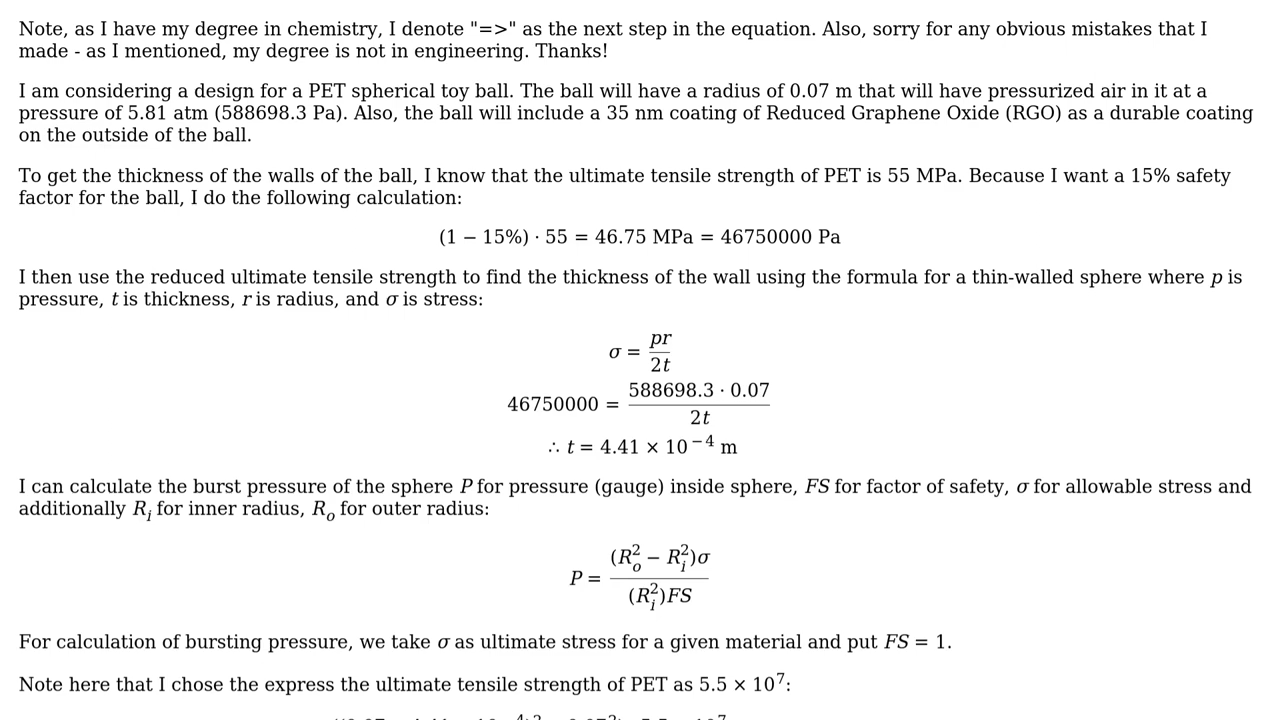 Note, as I have my degree in chemistry, I denote "=>" as the next step in the equation. Also, sorry for any obvious mistakes that I
made - as I mentioned, my degree is not in engineering. Thanks!
I am considering a design for a PET spherical toy ball. The ball will have a radius of 0.07 m that will have pressurized air in it at a
pressure of 5.81 atm (588698.3 Pa). Also, the ball will include a 35 nm coating of Reduced Graphene Oxide (RGO) as a durable coating
on the outside of the ball.
To get the thickness of the walls of the ball, I know that the ultimate tensile strength of PET is 55 MPa. Because I want a 15% safety
factor for the ball, I do the following calculation:
(1 − 15%) · 55 = 46.75 MPa = 46750000 Pa
I then use the reduced ultimate tensile strength to find the thickness of the wall using the formula for a thin-walled sphere where p is
pressure, t is thickness, r is radius, and σ is stress:
σ = pr / 2t
46750000 = 588698.3 · 0.07 / 2t
∴ t = 4.41 × 10^−4 m
I can calculate the burst pressure of the sphere P for pressure (gauge) inside sphere, FS for factor of safety, σ for allowable stress and
additionally R_i for inner radius, R_o for outer radius:
P = (R_o^2 − R_i^2)σ / (R_i^2)FS
For calculation of bursting pressure, we take σ as ultimate stress for a given material and put FS = 1.
Note here that I chose the express the ultimate tensile strength of PET as 5.5 × 10^7: